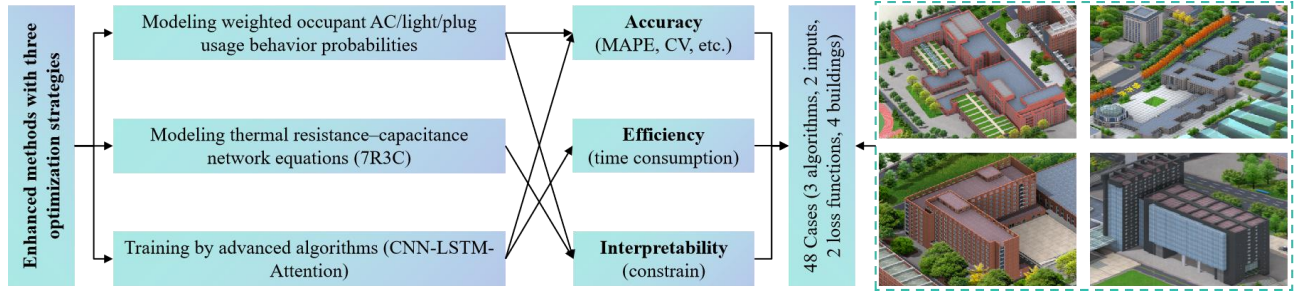 Enhanced methods with three
optimization strategies
Modeling weighted occupant AC/light/plug
usage behavior probabilities
Modeling thermal resistance–capacitance
network equations (7R3C)
Training by advanced algorithms (CNN-LSTM-
Attention)
Accuracy
(MAPE, CV, etc.)
Efficiency
(time consumption)
Interpretability
(constrain)
48 Cases (3 algorithms, 2 inputs,
2 loss functions, 4 buildings)